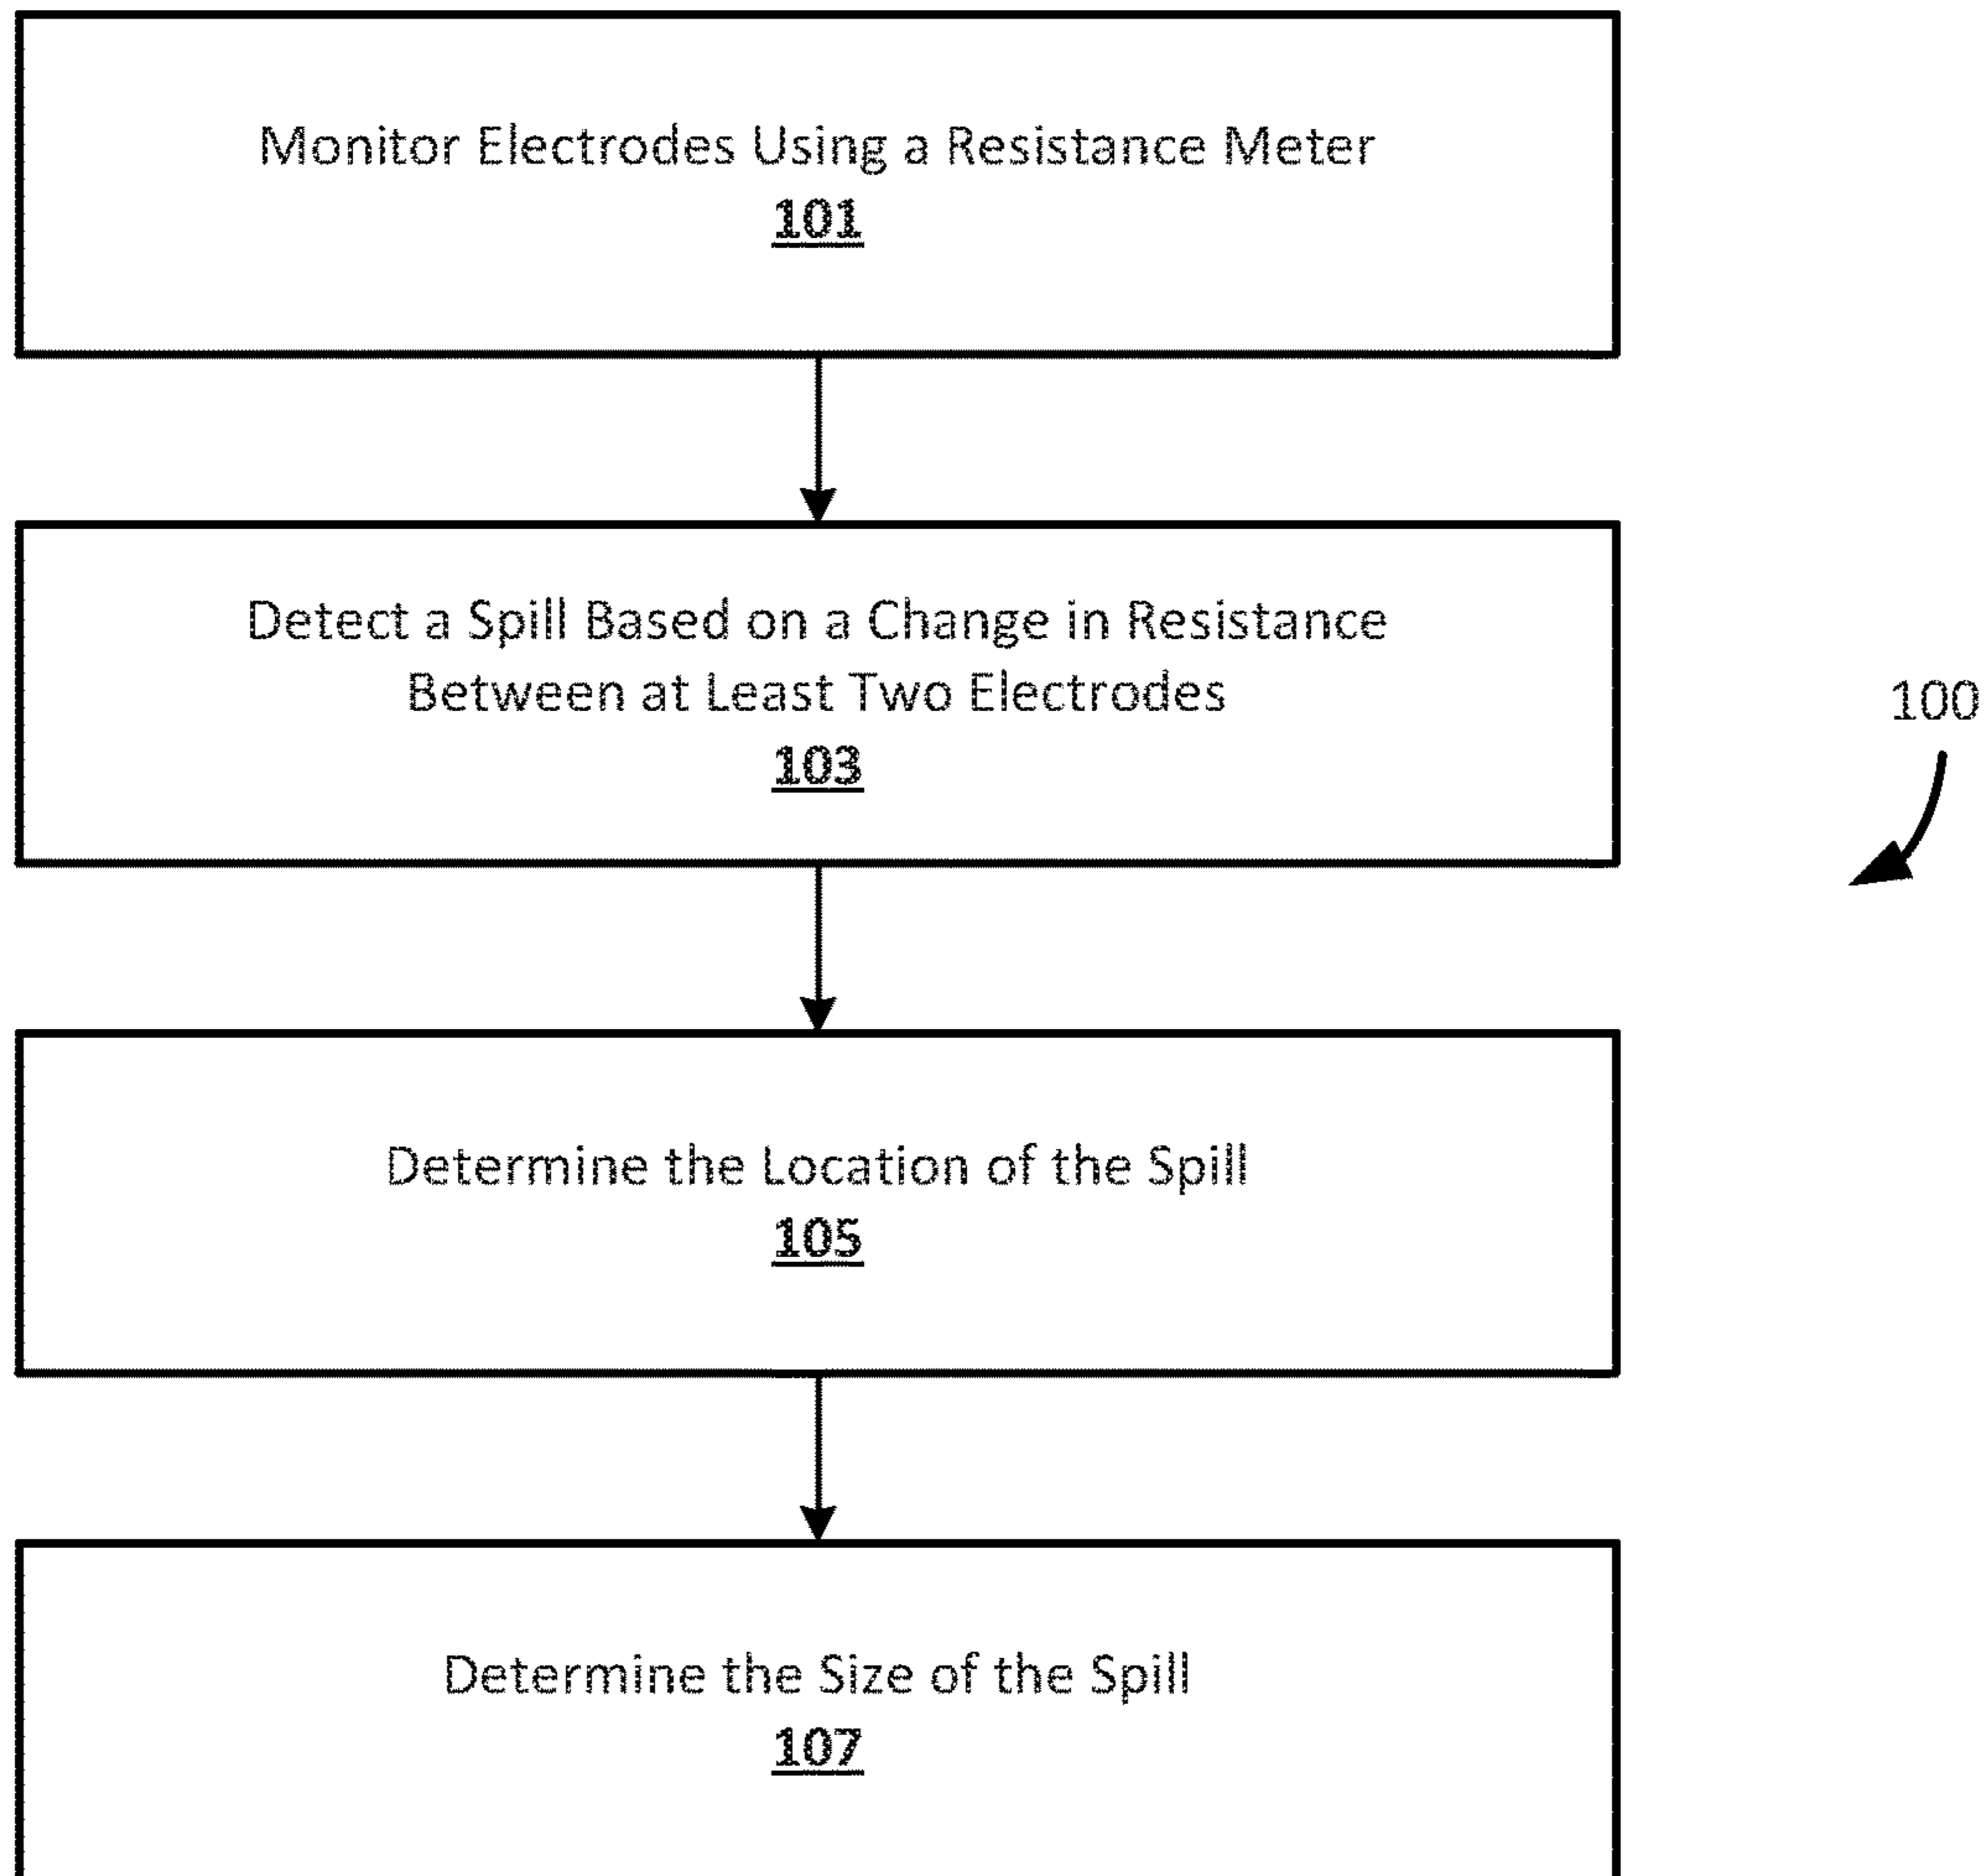 Monitor Electrodes Using a Resistance Meter
101
Detect a Spill Based on a Change in Resistance
Between at Least Two Electrodes
103
100
Determine the Location of the Spill
105
Determine the Size of the Spill
107